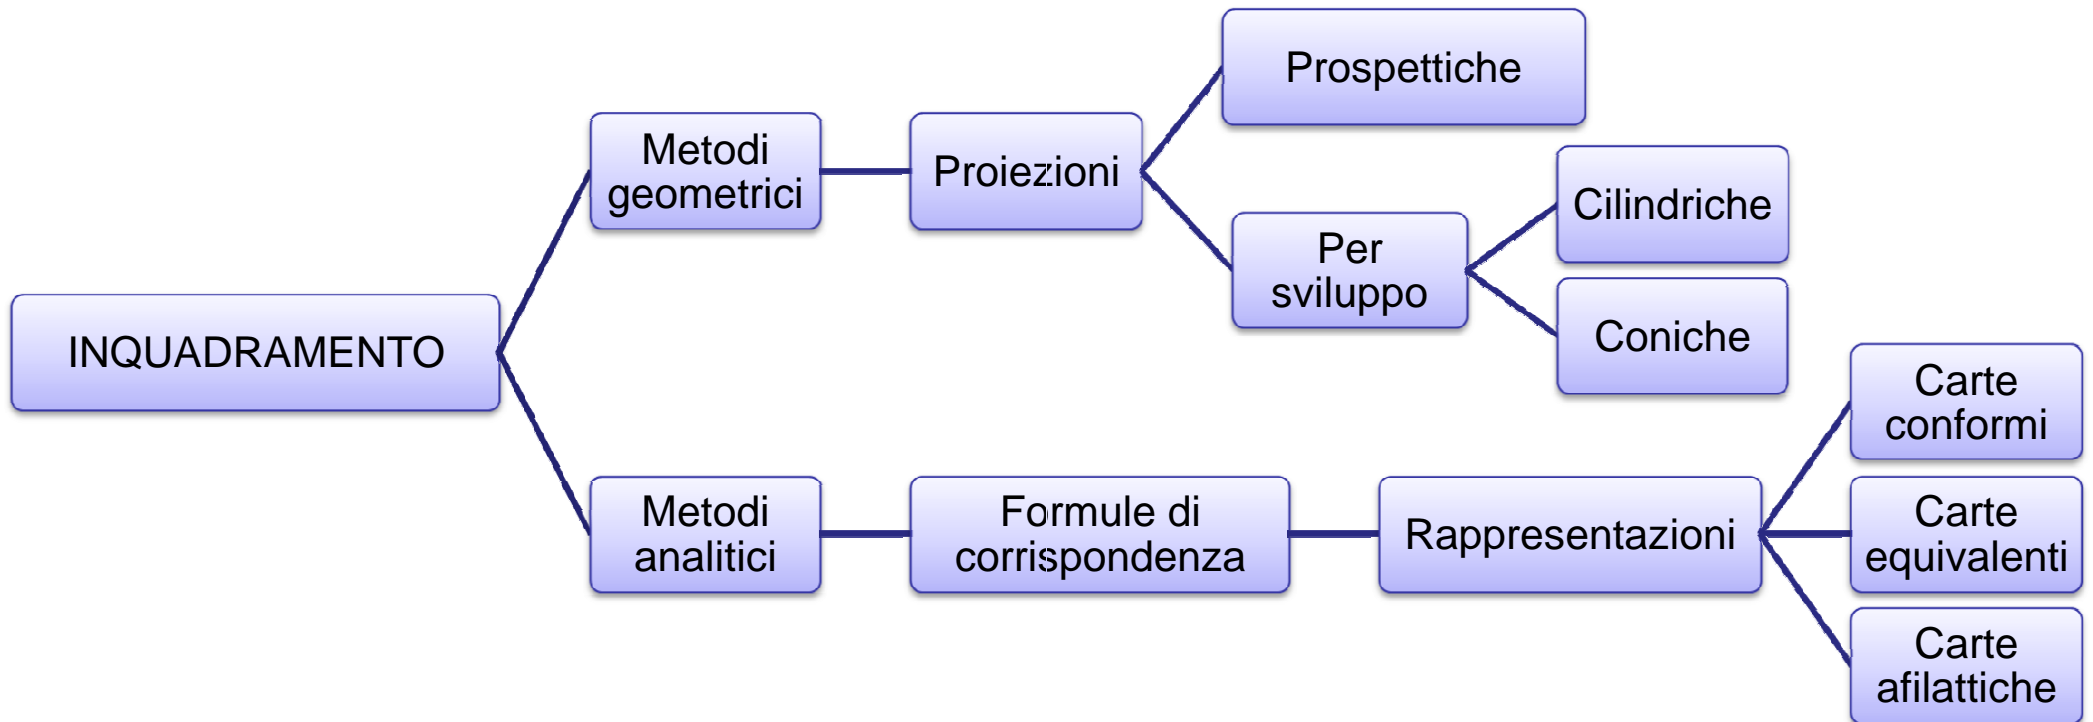 INQUADRAMENTO
Metodi
geometrici
Proiezioni
Prospettiche
Per
sviluppo
Cilindriche
Coniche
Metodi
analitici
Formule di
corrispondenza
Rappresentazioni
Carte
conformi
Carte
equivalenti
Carte
afilattiche